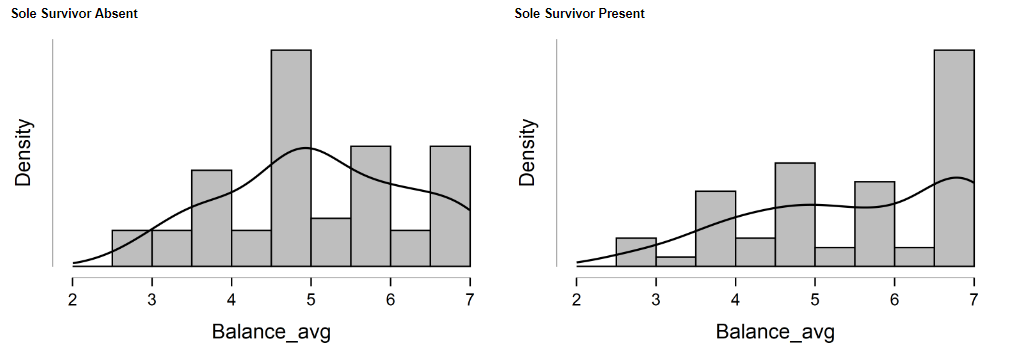 Sole Survivor Absent
Density
2 3 4 5 6 7
Balance_avg
Sole Survivor Present
Density
2 3 4 5 6 7
Balance_avg